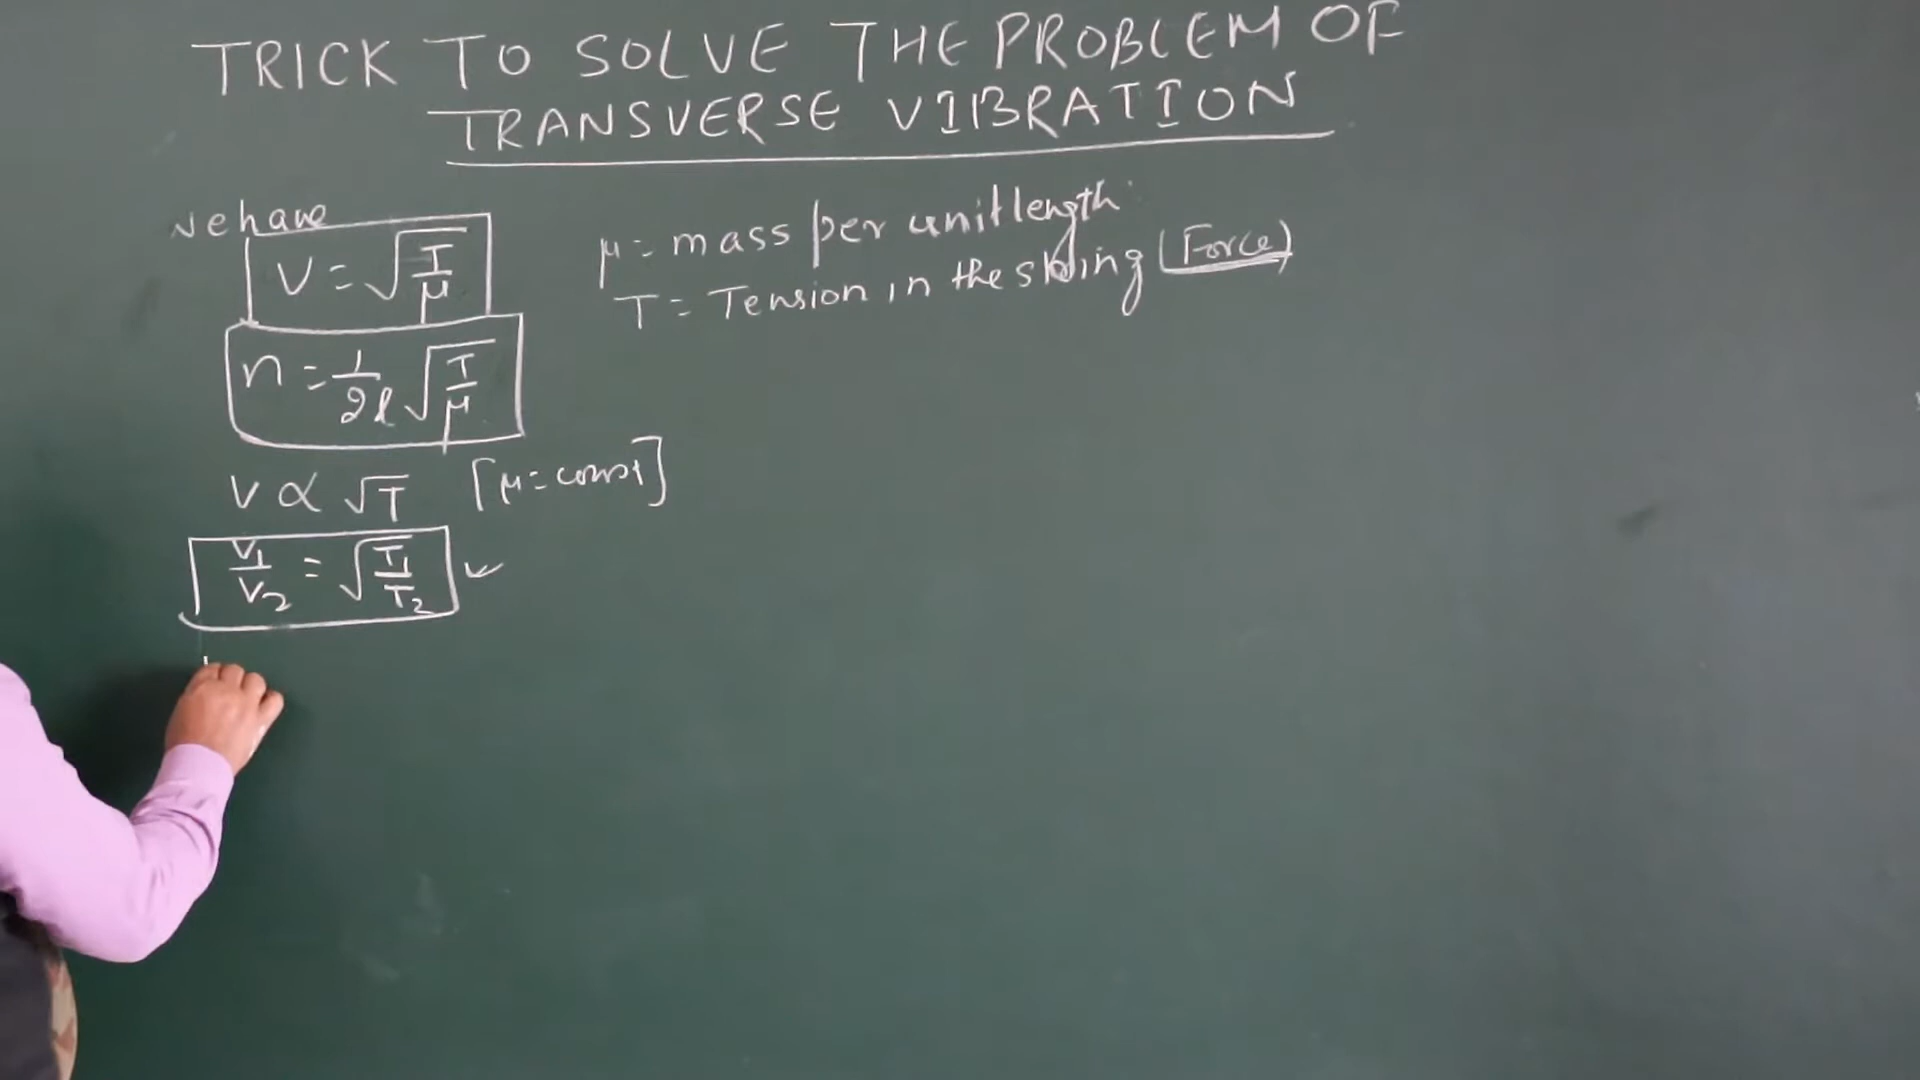 TRICK TO SOLVE THE PROBLEM OF
TRANSVERSE VIBRATION
We have
V = √(T/μ)
μ = mass per unit length
T = Tension in the string (Force)
n = 1/2l √(T/μ)
V ∝ √T [μ = const]
V₁/V₂ = √(T₁/T₂) ✓